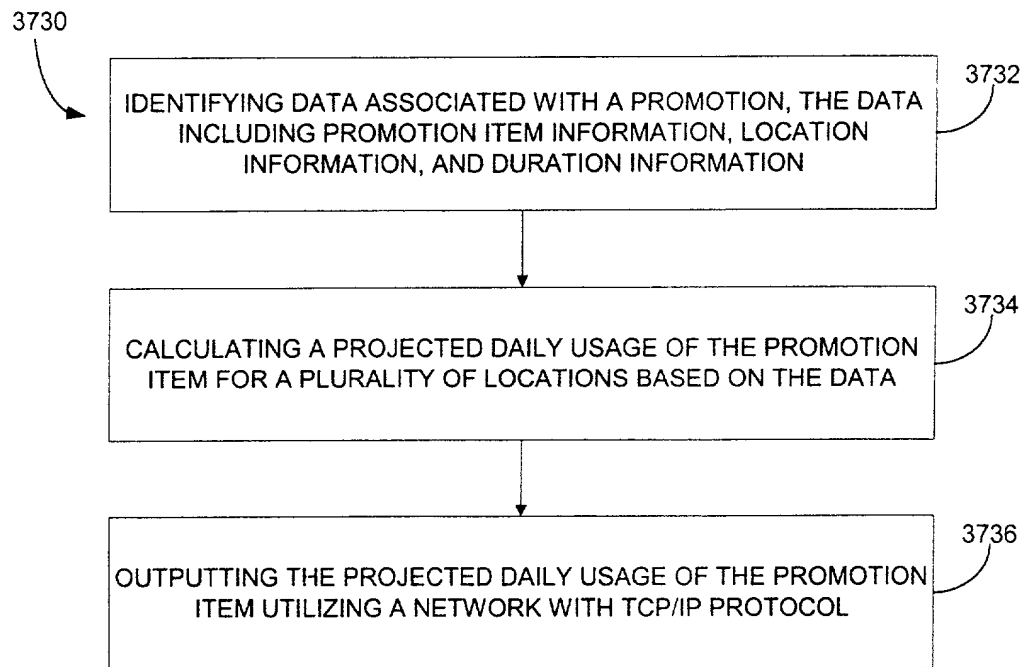 3730
3732
IDENTIFYING DATA ASSOCIATED WITH A PROMOTION, THE DATA
INCLUDING PROMOTION ITEM INFORMATION, LOCATION
INFORMATION, AND DURATION INFORMATION
3734
CALCULATING A PROJECTED DAILY USAGE OF THE PROMOTION
ITEM FOR A PLURALITY OF LOCATIONS BASED ON THE DATA
3736
OUTPUTTING THE PROJECTED DAILY USAGE OF THE PROMOTION
ITEM UTILIZING A NETWORK WITH TCP/IP PROTOCOL